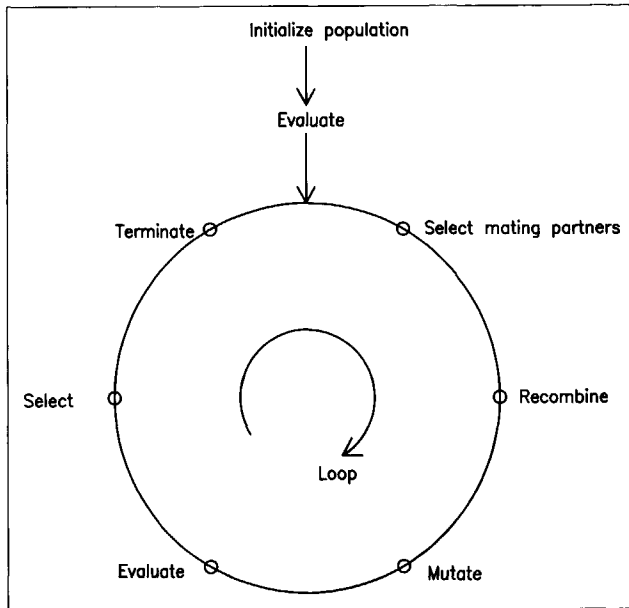 Initialize population
Evaluate
Terminate
Select mating partners
Select
Recombine
Loop
Evaluate
Mutate